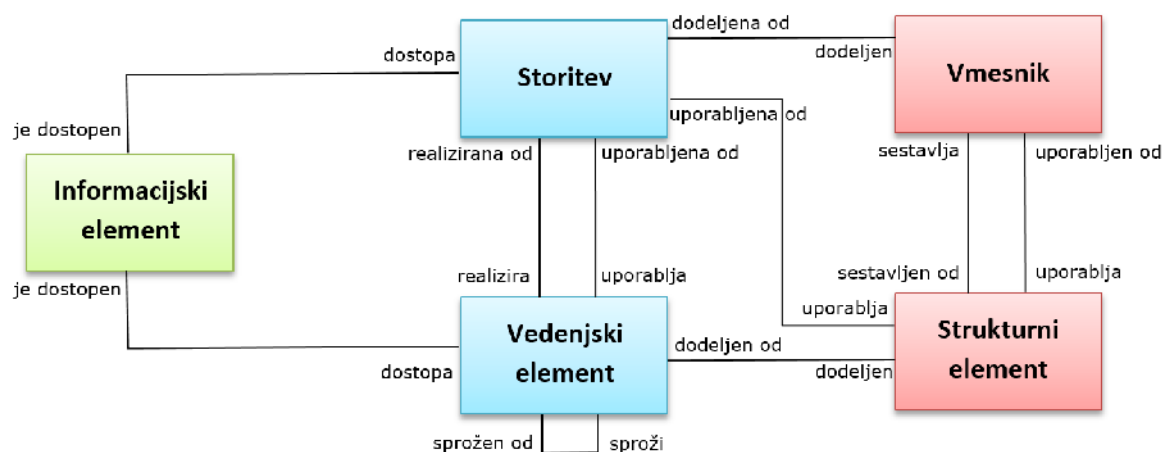 dodeljena od
dostopa
Storitev
dodeljen
Vmesnik
uporabljena od
je dostopen
realizirana od
uporabljena od
sestavlja
uporabljen od
Informacijski
element
je dostopen
realizira
uporablja
sestavljen od
uporablja
uporablja
Vedenjski
element
dodeljen od
Strukturni
element
dostopa
dodeljen
sprožen od
sproži